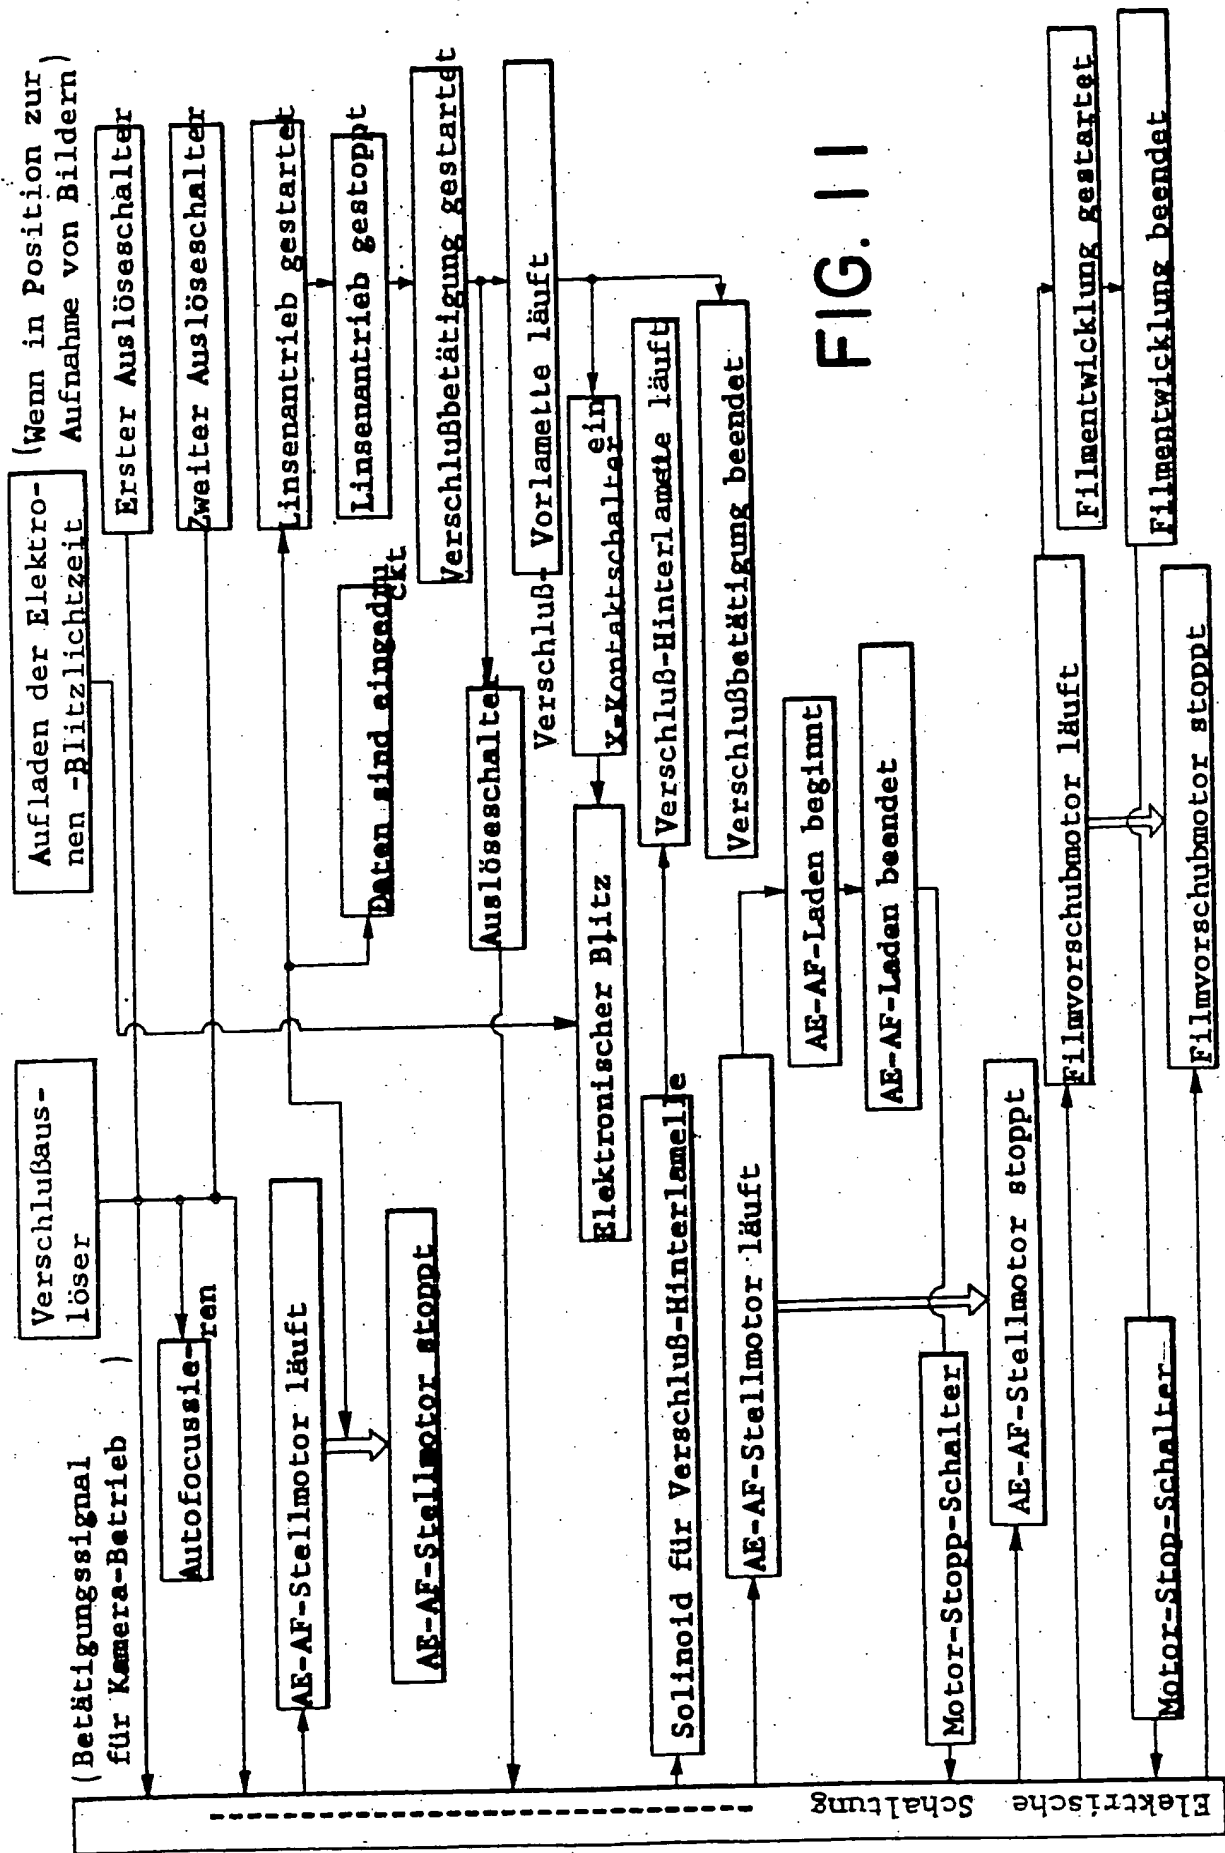 (Betätigungssignal
für Kamera-Betrieb )
Verschlußaus-
löser
Aufladen der Elektro-
nen -Blitzlichtzeit
(Wenn in Position zur
Aufnahme von Bildern)
Erster Auslöseschalter
Autofocussie-
ren
Zweiter Auslöseschalter
AE-AF-Stellmotor läuft
Linsenantrieb gestartet
AE-AF-Stellmotor stoppt
Daten sind eingedru
ckt
Linsenantrieb gestoppt
Verschlußbetätigung gestartet
Auslöseschalter
Verschluß- Vorlamelle läuft
Elektronischer Blitz
ein
X-Kontaktschalter
Solinoid für Verschluß-Hinterlamelle
Verschluß-Hinterlamelle läuft
AE-AF-Stellmotor läuft
Verschlußbetätigung beendet
AE-AF-Laden beginnt
AE-AF-Laden beendet
FIG. 11
Motor-Stopp-Schalter
AE-AF-Stellmotor stoppt
Filmvorschubmotor läuft
Filmentwicklung gestartet
Filmentwicklung beendet
Motor-Stop-Schalter
Filmvorschubmotor stoppt
Elektrische Schaltung